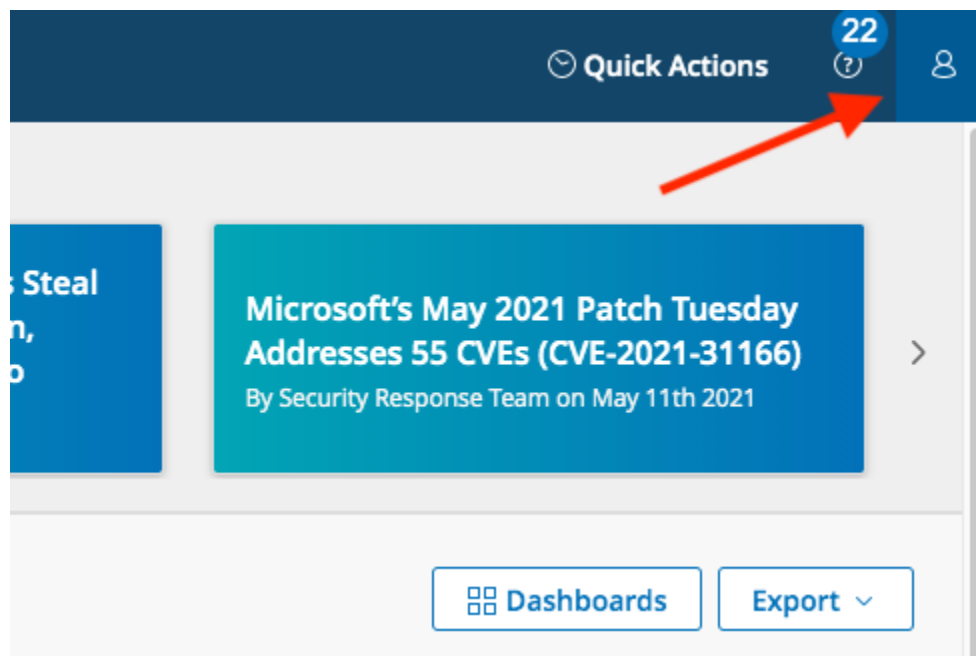 22
Quick Actions
s Steal
n,
o
Microsoft's May 2021 Patch Tuesday
Addresses 55 CVEs (CVE-2021-31166)
By Security Response Team on May 11th 2021
Dashboards
Export